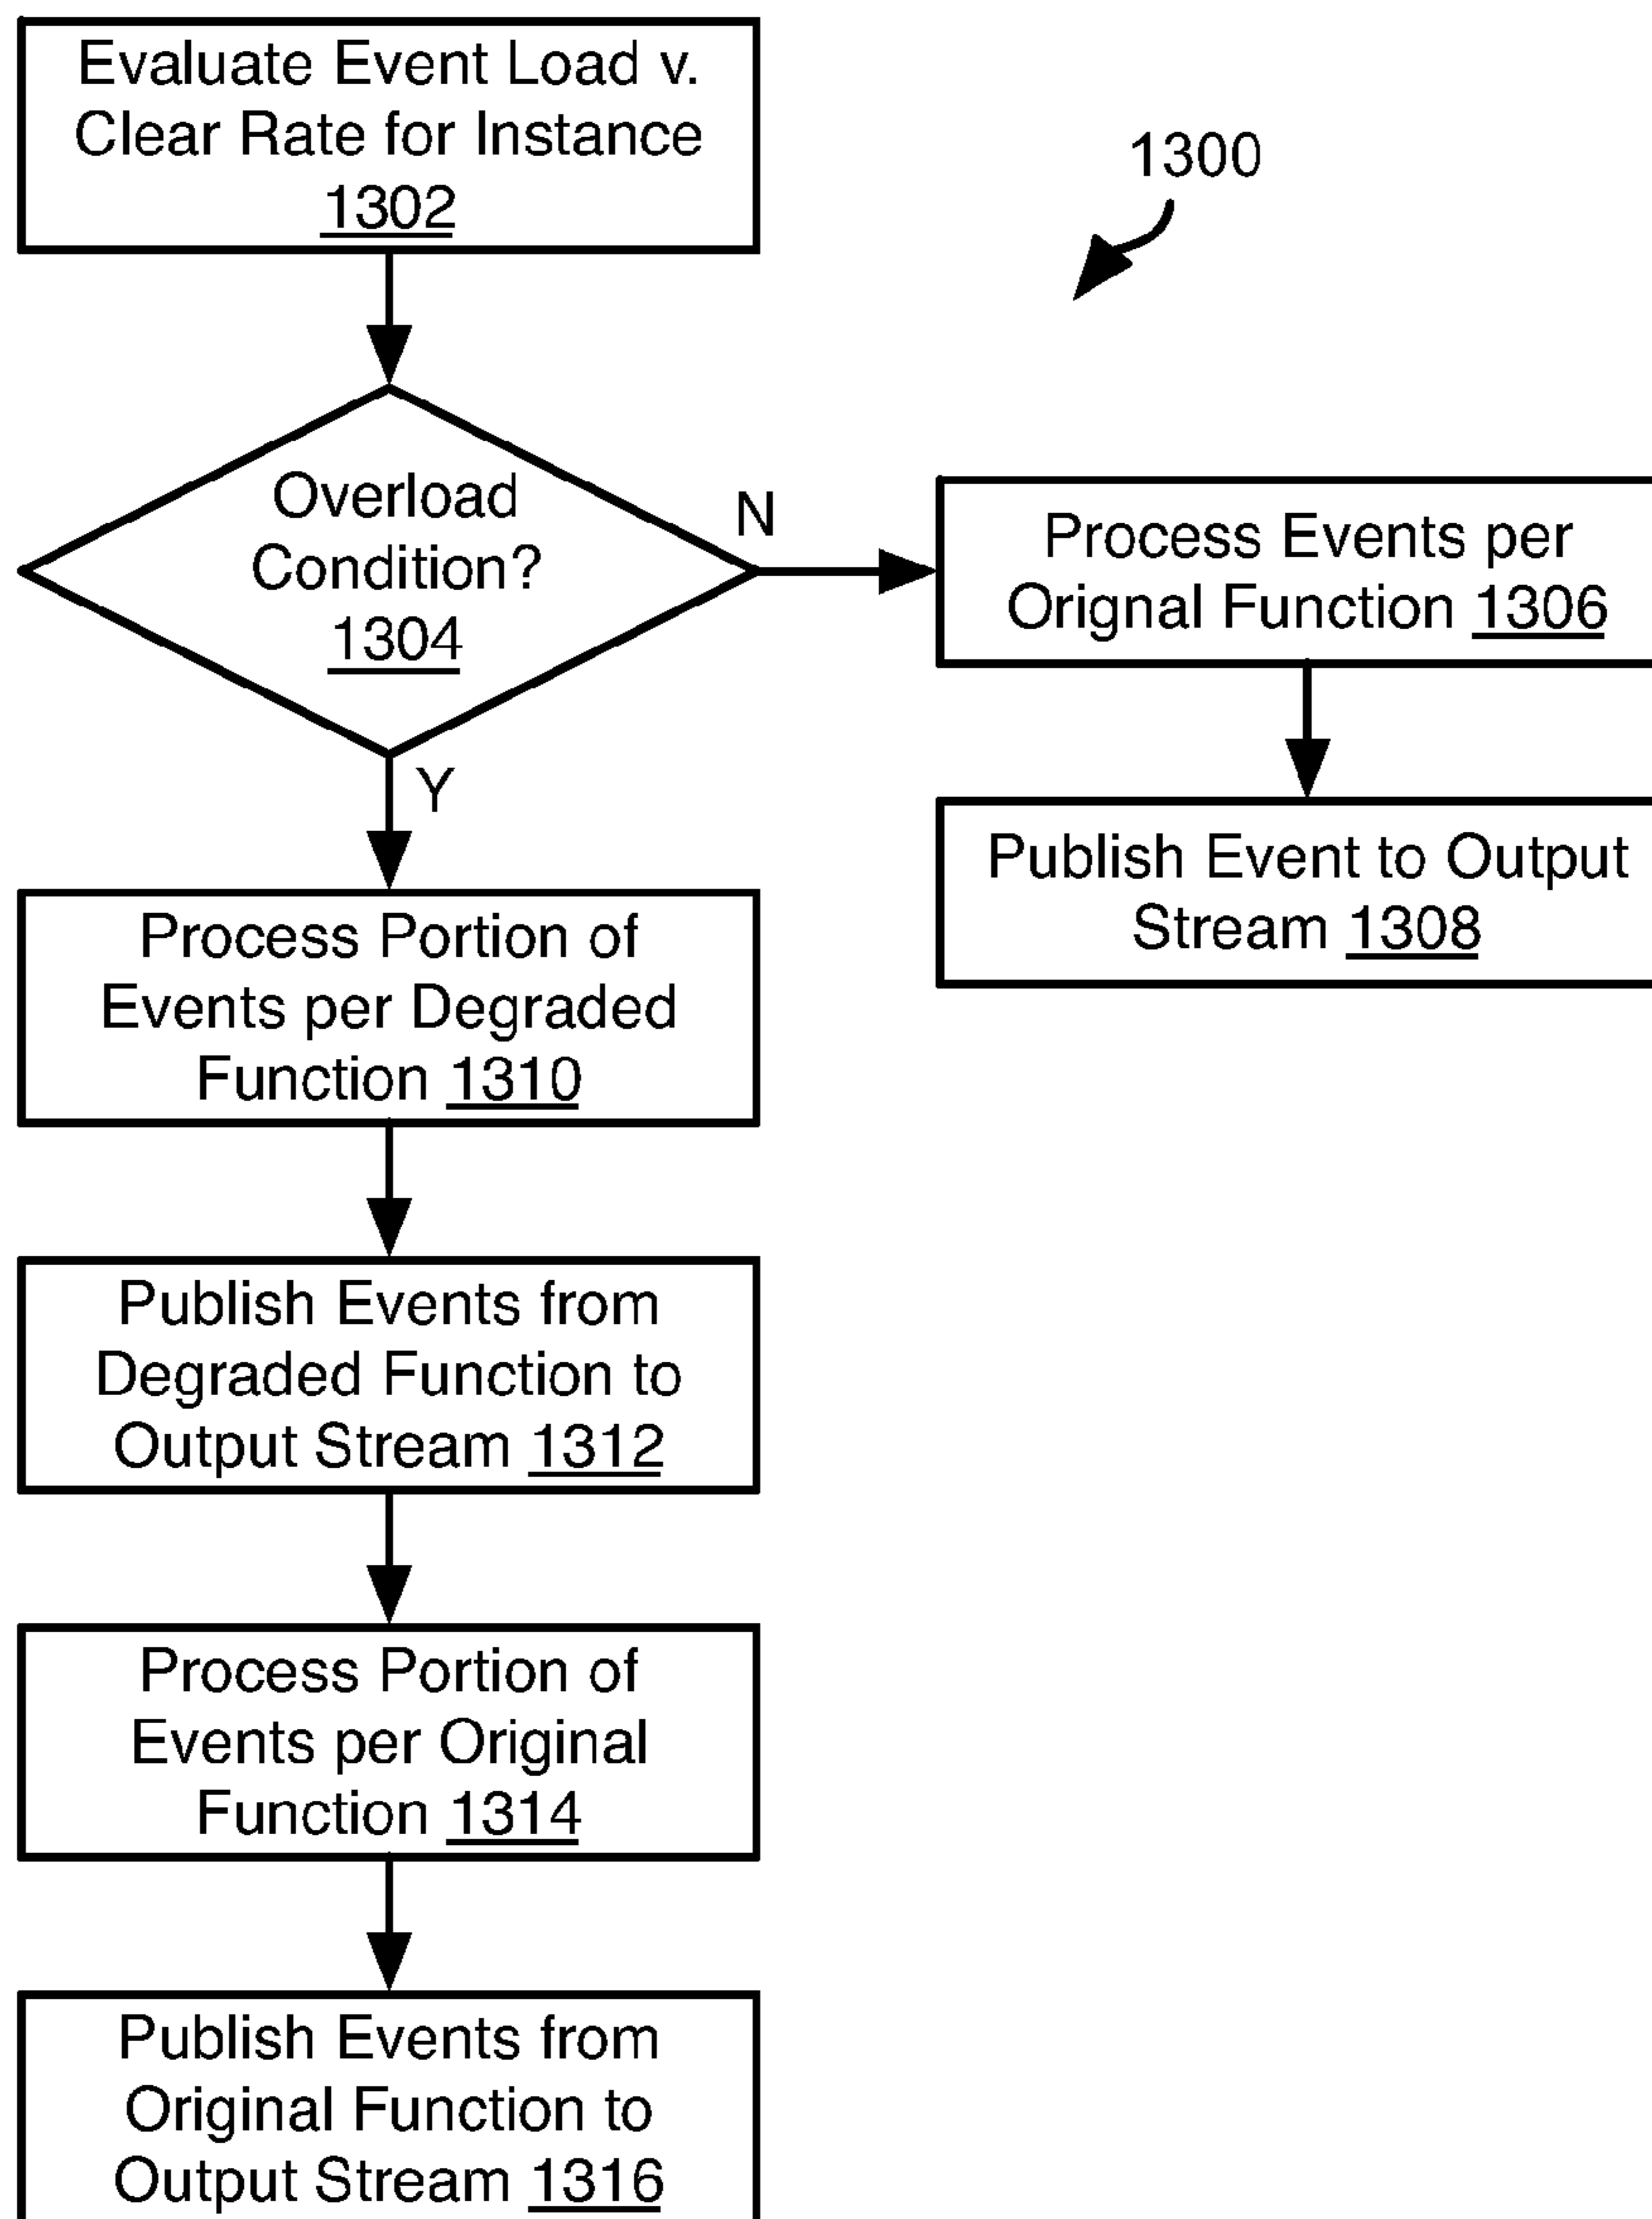 Evaluate Event Load v.
Clear Rate for Instance
1302
1300
Overload
Condition?
1304
N
Y
Process Events per
Orignal Function 1306
Publish Event to Output
Stream 1308
Process Portion of
Events per Degraded
Function 1310
Publish Events from
Degraded Function to
Output Stream 1312
Process Portion of
Events per Original
Function 1314
Publish Events from
Original Function to
Output Stream 1316